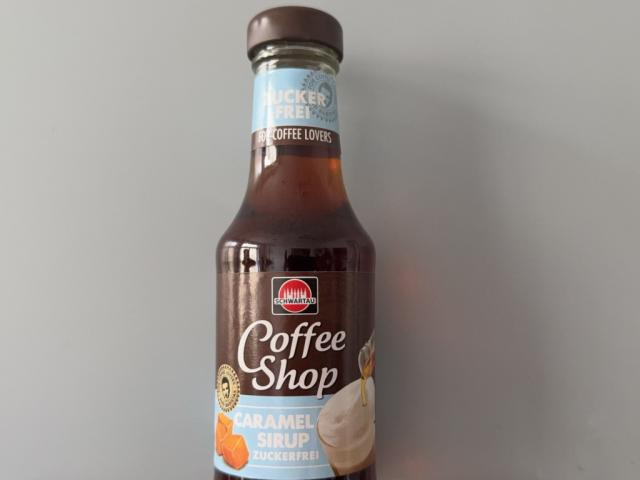 ZUCKER
FREI
FOR COFFEE LOVERS
SCHWARTAU
Coffee
Shop
CARAMEL
SIRUP
ZUCKERFREI